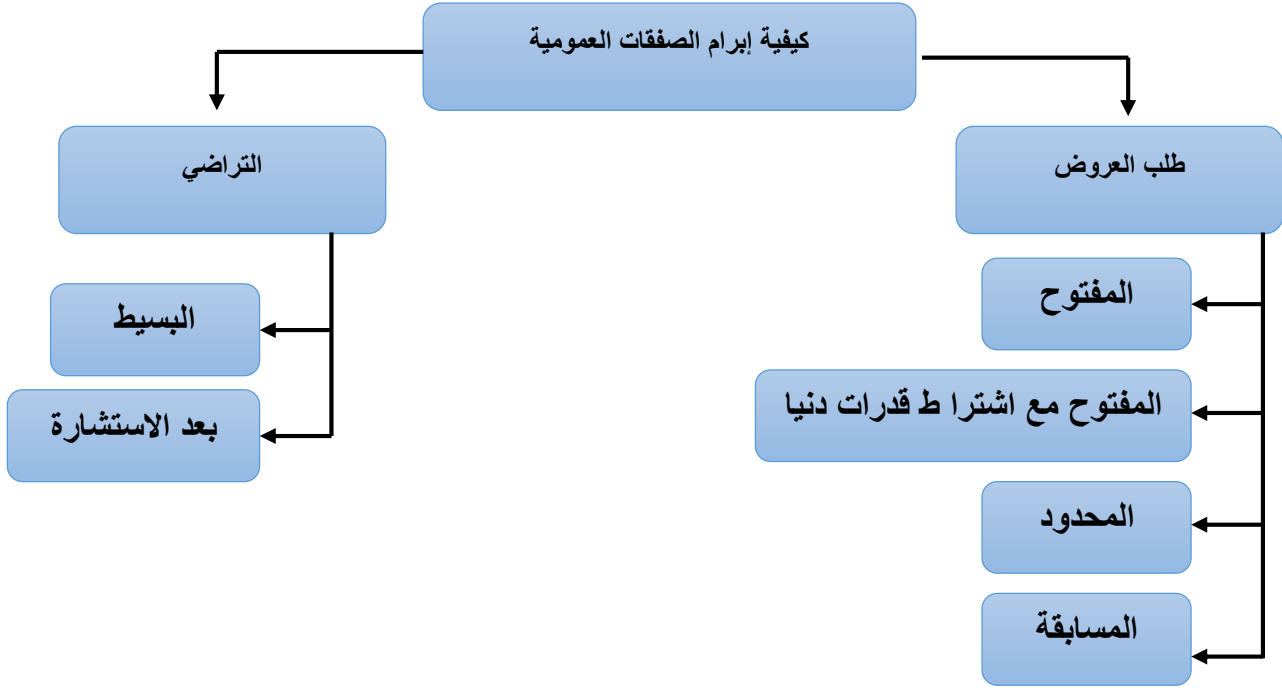 كيفية إبرام الصفقات العمومية
طلب العروض
المفتوح
المفتوح مع اشترا ط قدرات دنيا
المحدود
المسابقة
التراضي
البسيط
بعد الاستشارة